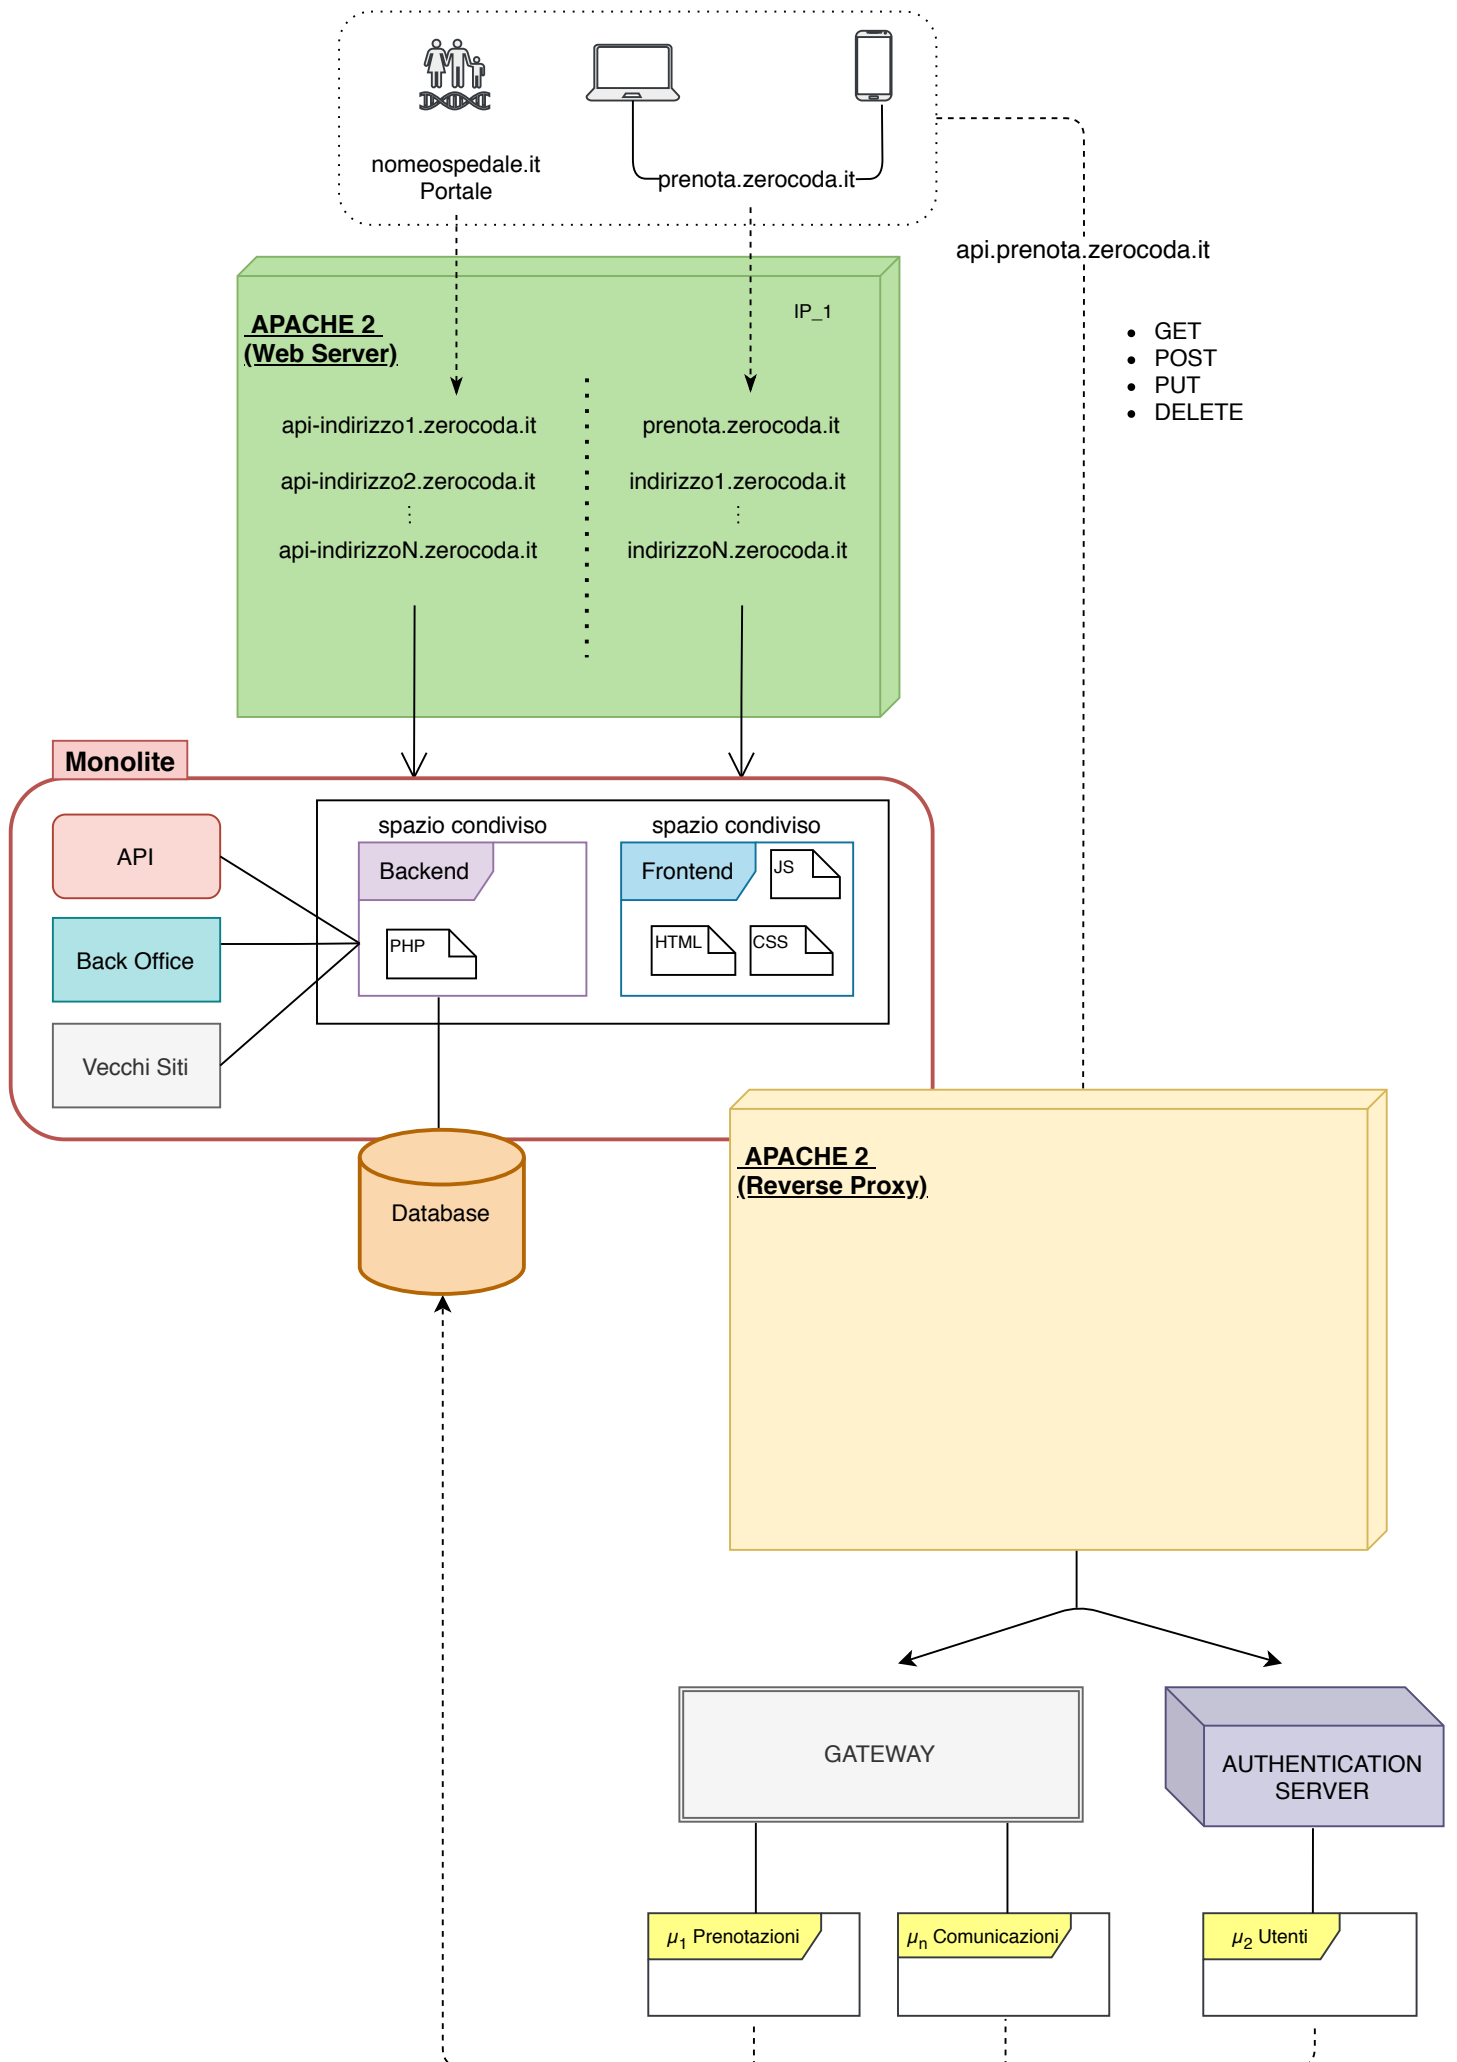 nomeospedale.it
Portale
prenota.zerocoda.it
api.prenota.zerocoda.it
GET
POST
PUT
DELETE
APACHE 2
(Web Server)
IP_1
api-indirizzo1.zerocoda.it
api-indirizzo2.zerocoda.it
⋮
api-indirizzoN.zerocoda.it
prenota.zerocoda.it
indirizzo1.zerocoda.it
⋮
indirizzoN.zerocoda.it
Monolite
API
Back Office
Vecchi Siti
spazio condiviso
Backend
PHP
spazio condiviso
Frontend
JS
HTML
CSS
Database
APACHE 2
(Reverse Proxy)
GATEWAY
AUTHENTICATION
SERVER
μ1 Prenotazioni
μn Comunicazioni
μ2 Utenti